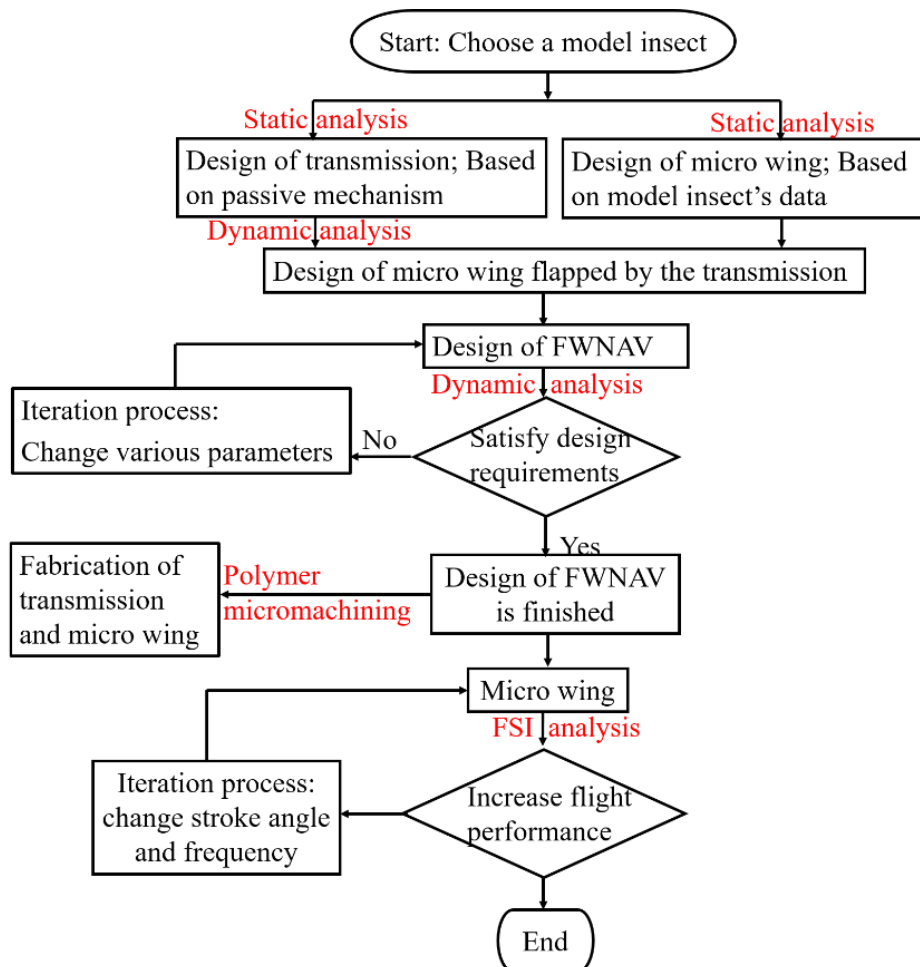 Start: Choose a model insect
Static analysis
Static analysis
Design of transmission; Based
on passive mechanism
Design of micro wing; Based
on model insect’s data
Dynamic analysis
Design of micro wing flapped by the transmission
Design of FWNAV
Dynamic analysis
Iteration process:
Change various parameters
No
Satisfy design
requirements
Yes
Fabrication of
transmission
and micro wing
Polymer
micromachining
Design of FWNAV
is finished
Micro wing
FSI analysis
Iteration process:
change stroke angle
and frequency
Increase flight
performance
End